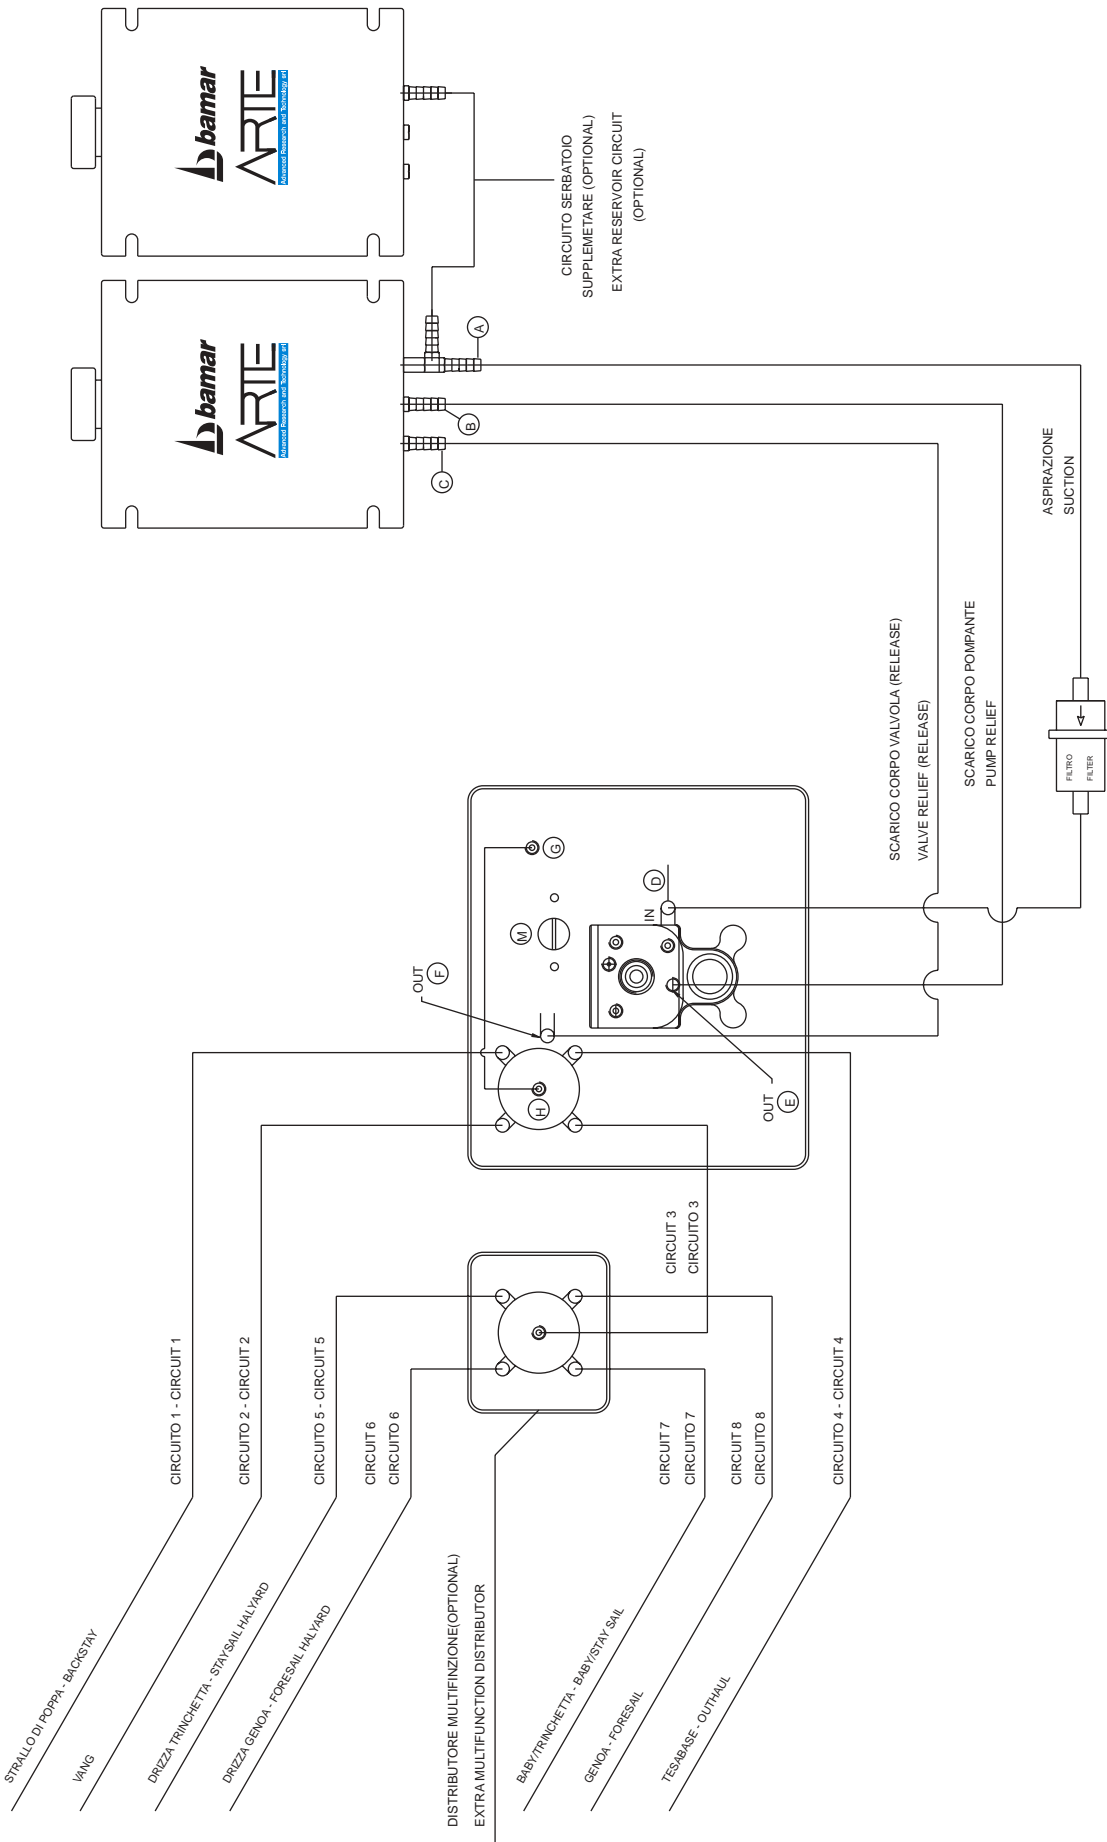 STRALLO DI POPPA - BACKSTAY
CIRCUITO 1 - CIRCUIT 1
VANG
CIRCUITO 2 - CIRCUIT 2
DRIZZA TRINCHETTA - STAYSAIL HALYARD
CIRCUITO 5 - CIRCUIT 5
DRIZZA GENOA - FORESAIL HALYARD
CIRCUIT 6
CIRCUITO 6
DISTRIBUTORE MULTIFINZIONE(OPTIONAL)
EXTRA MULTIFUNCTION DISTRIBUTOR
BABY/TRINCHETTA - BABY/STAY SAIL
CIRCUIT 7
CIRCUITO 7
GENOA - FORESAIL
CIRCUIT 8
CIRCUITO 8
TESABASE - OUTHAUL
CIRCUITO 4 - CIRCUIT 4
CIRCUIT 3
CIRCUITO 3
H
OUT
F
M
G
IN
D
OUT
E
SCARICO CORPO VALVOLA (RELEASE)
VALVE RELIEF (RELEASE)
SCARICO CORPO POMPANTE
PUMP RELIEF
FILTRO
FILTER
ASPIRAZIONE
SUCTION
bamar
ARTE
Advanced Research and Technology srl
C
B
A
bamar
ARTE
Advanced Research and Technology srl
CIRCUITO SERBATOIO
SUPPLEMETARE (OPTIONAL)
EXTRA RESERVOIR CIRCUIT
(OPTIONAL)